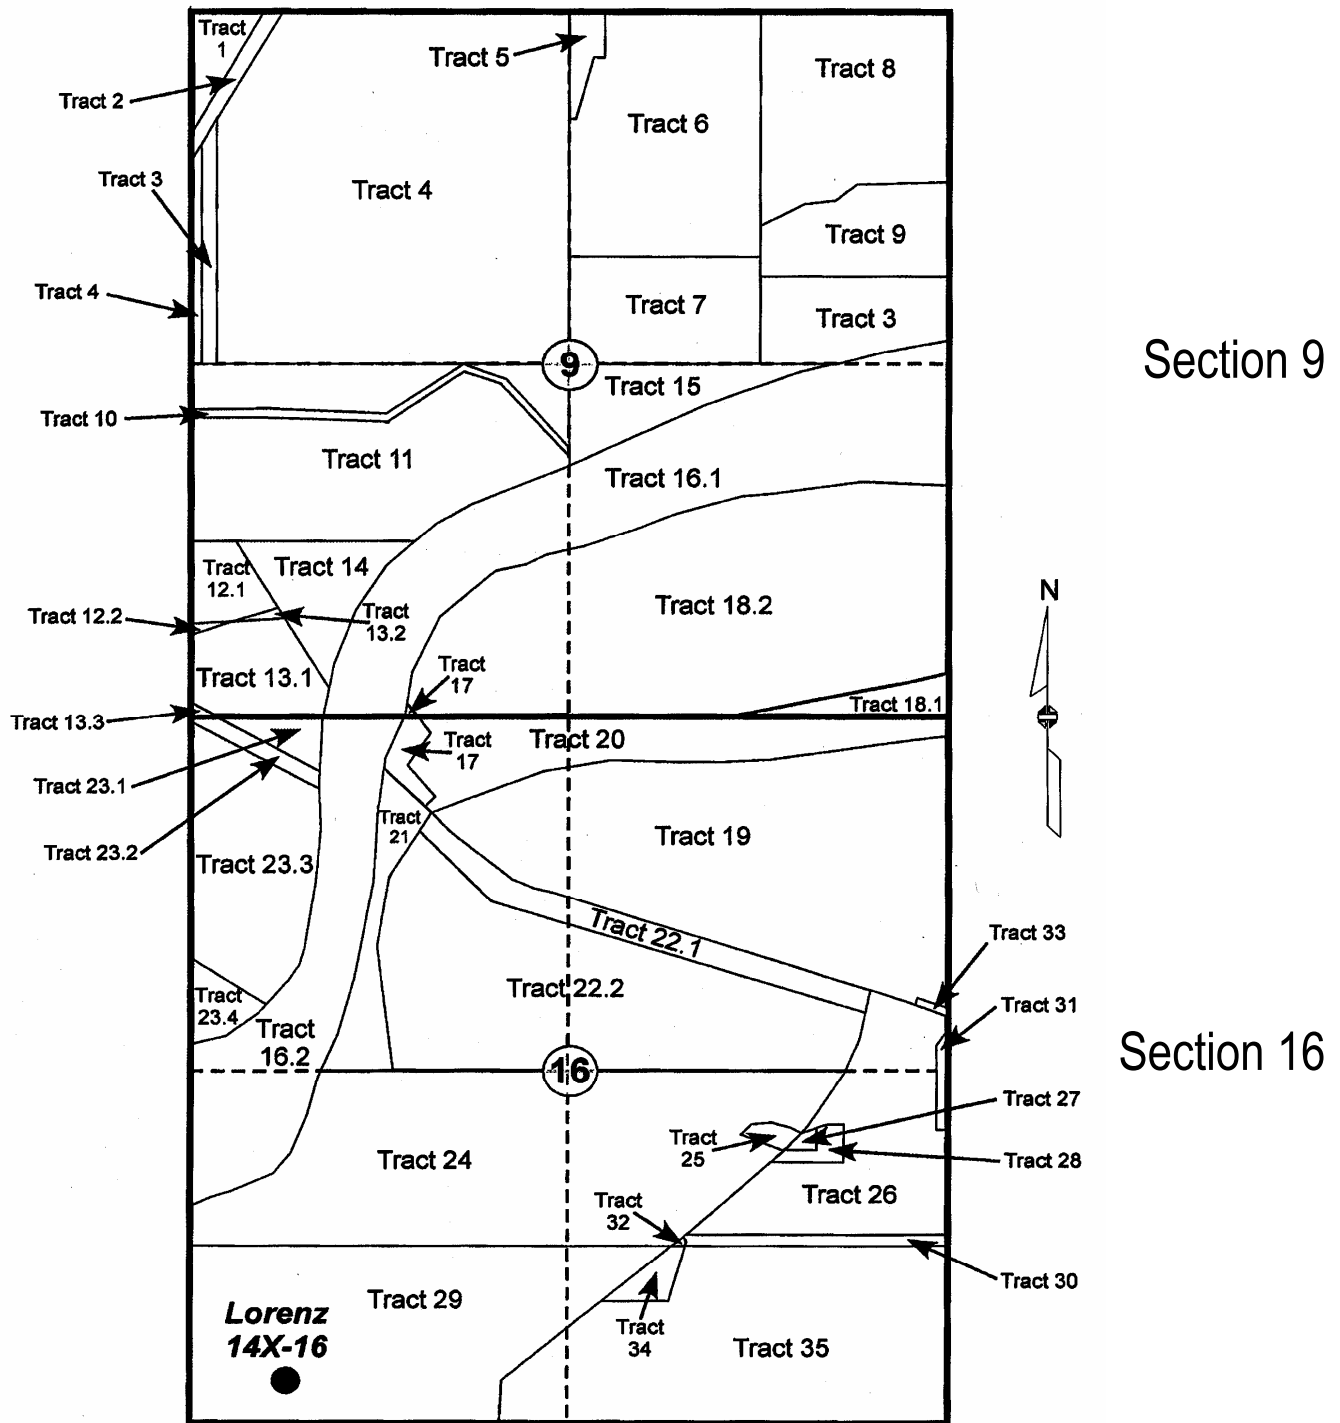 Tract
1
Tract 5
Tract 8
Tract 2
Tract 6
Tract 3
Tract 4
Tract 9
Tract 4
Tract 7
Tract 3
9
Section 9
Tract 15
Tract 10
Tract 11
Tract 16.1
Tract
12.1
Tract 14
N
Tract 12.2
Tract
13.2
Tract 18.2
Tract 13.1
Tract
17
Tract 18.1
Tract 13.3
Tract
17
Tract 20
Tract 23.1
Tract
21
Tract 19
Tract 23.2
Tract 23.3
Tract 22.1
Tract 33
Tract 22.2
Tract
23.4
Tract 31
Tract
16.2
16
Section 16
Tract 27
Tract
25
Tract 24
Tract 28
Tract 26
Tract
32
Tract 30
Tract 29
Lorenz
14X-16
Tract
34
Tract 35